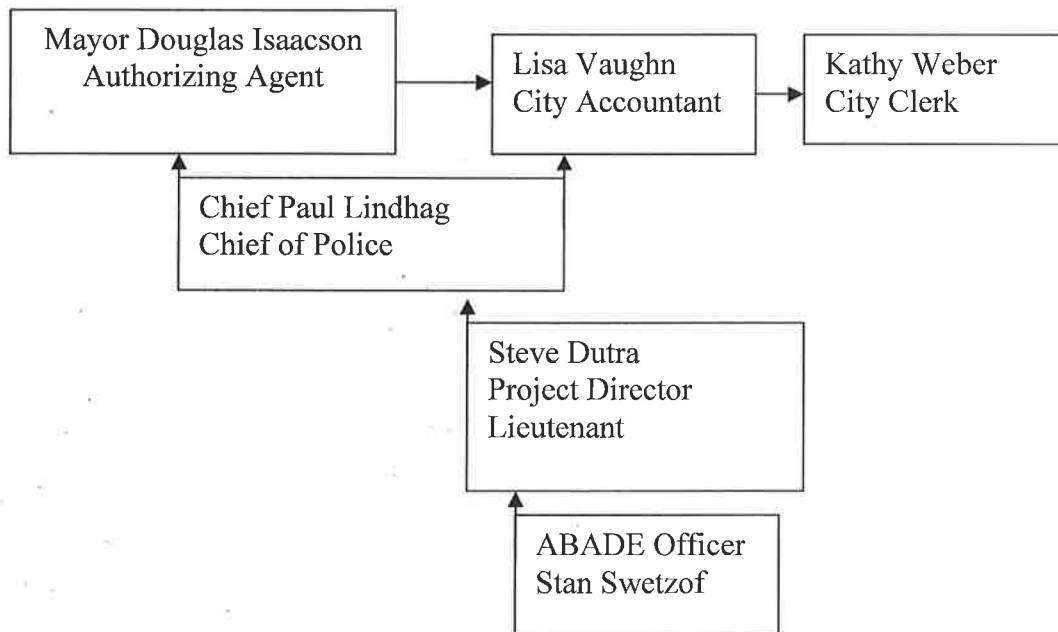 Mayor Douglas Isaacson
Authorizing Agent
Lisa Vaughn
City Accountant
Kathy Weber
City Clerk
Chief Paul Lindhag
Chief of Police
Steve Dutra
Project Director
Lieutenant
ABADE Officer
Stan Swetzof